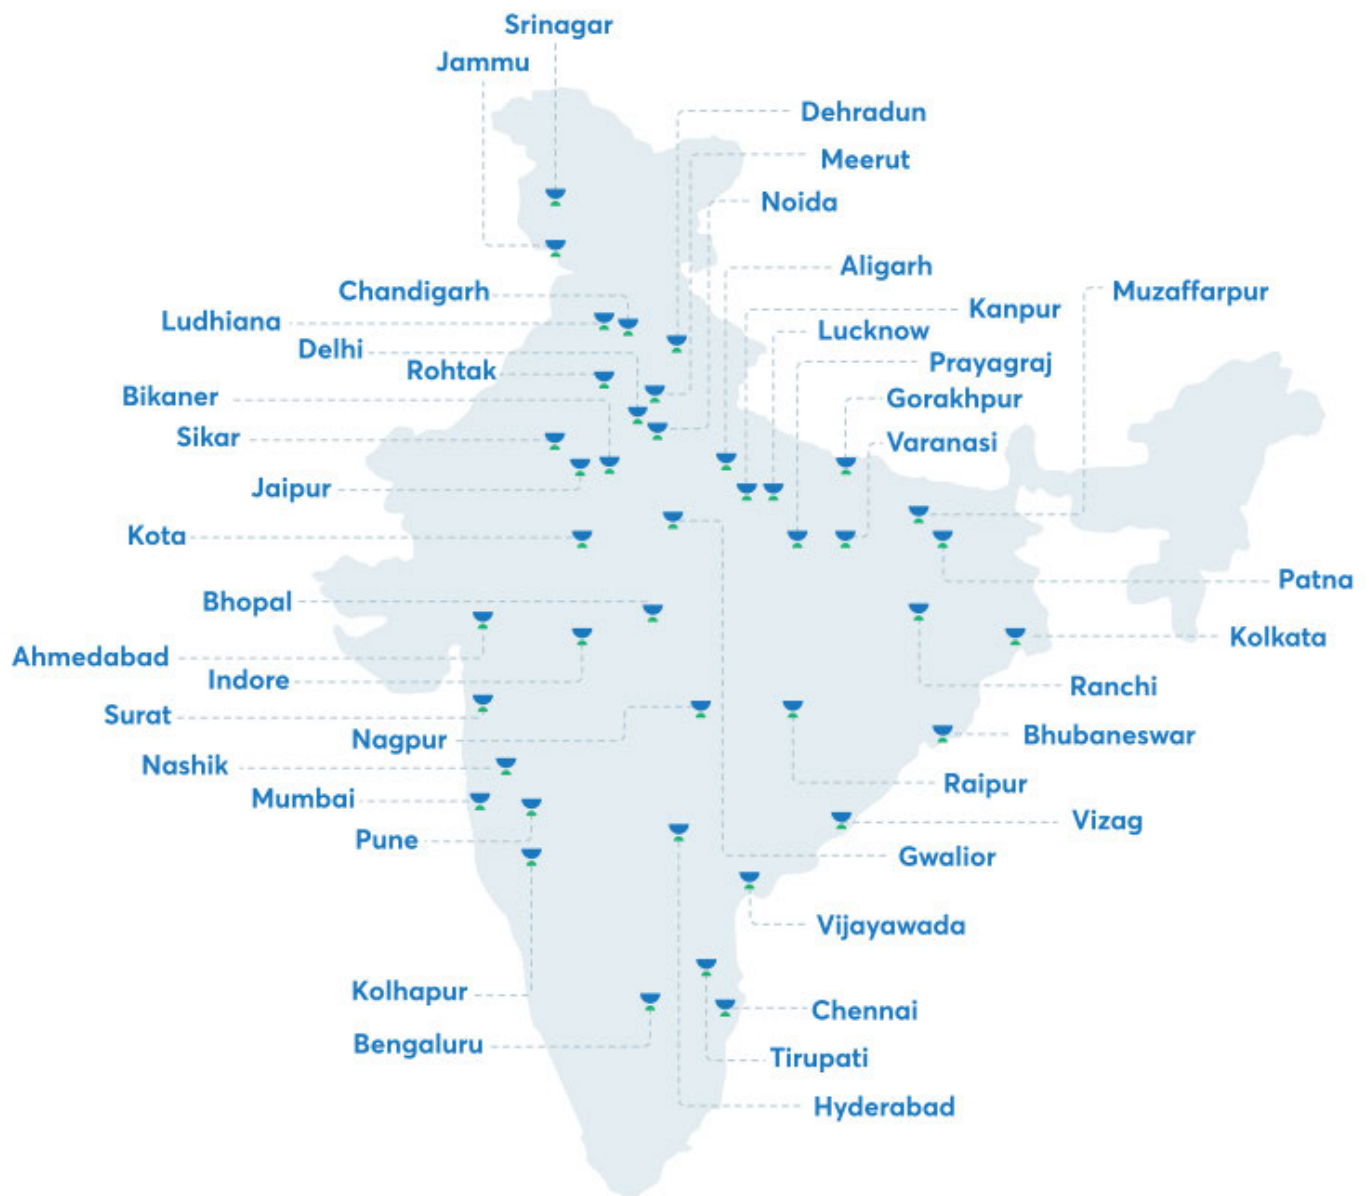 Srinagar
Jammu
Dehradun
Meerut
Noida
Aligarh
Chandigarh
Muzaffarpur
Kanpur
Ludhiana
Lucknow
Delhi
Prayagraj
Rohtak
Bikaner
Gorakhpur
Sikar
Varanasi
Jaipur
Kota
Patna
Bhopal
Kolkata
Ahmedabad
Indore
Ranchi
Surat
Bhubaneswar
Nagpur
Nashik
Raipur
Mumbai
Vizag
Pune
Gwalior
Vijayawada
Kolhapur
Chennai
Bengaluru
Tirupati
Hyderabad